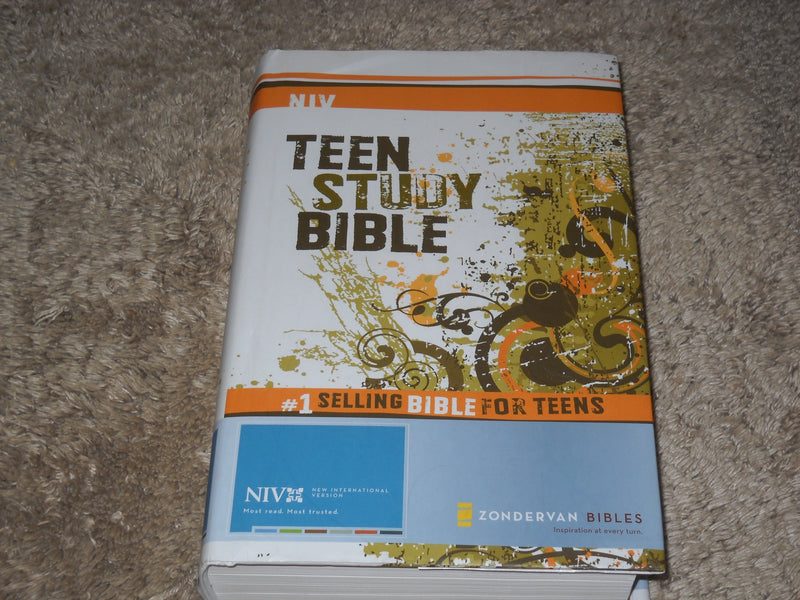 NIV
TEEN
STUDY
BIBLE
#1 SELLING BIBLE FOR TEENS
NIV
NEW INTERNATIONAL
VERSION
Most read. Most trusted.
ZONDERVAN BIBLES
Inspiration at every turn.